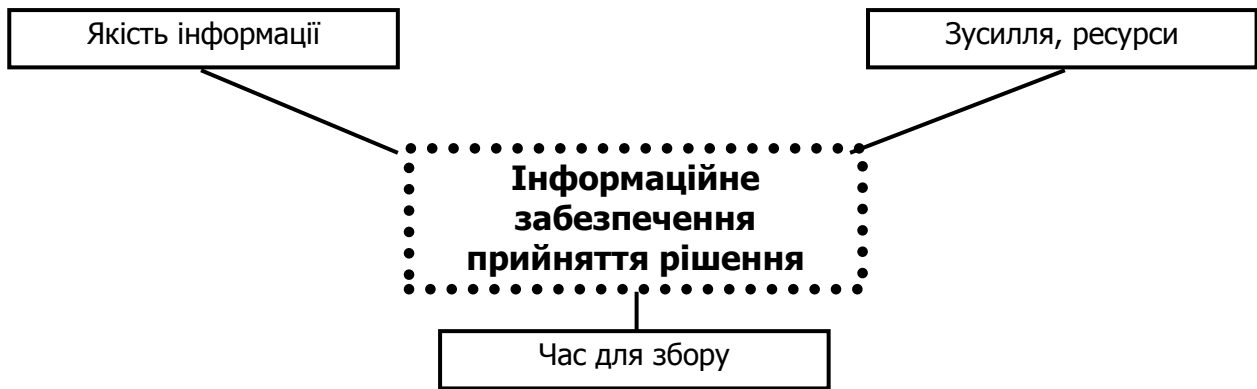 Якість інформації
Зусилля, ресурси
Інформаційне
забезпечення
прийняття рішення
Час для збору